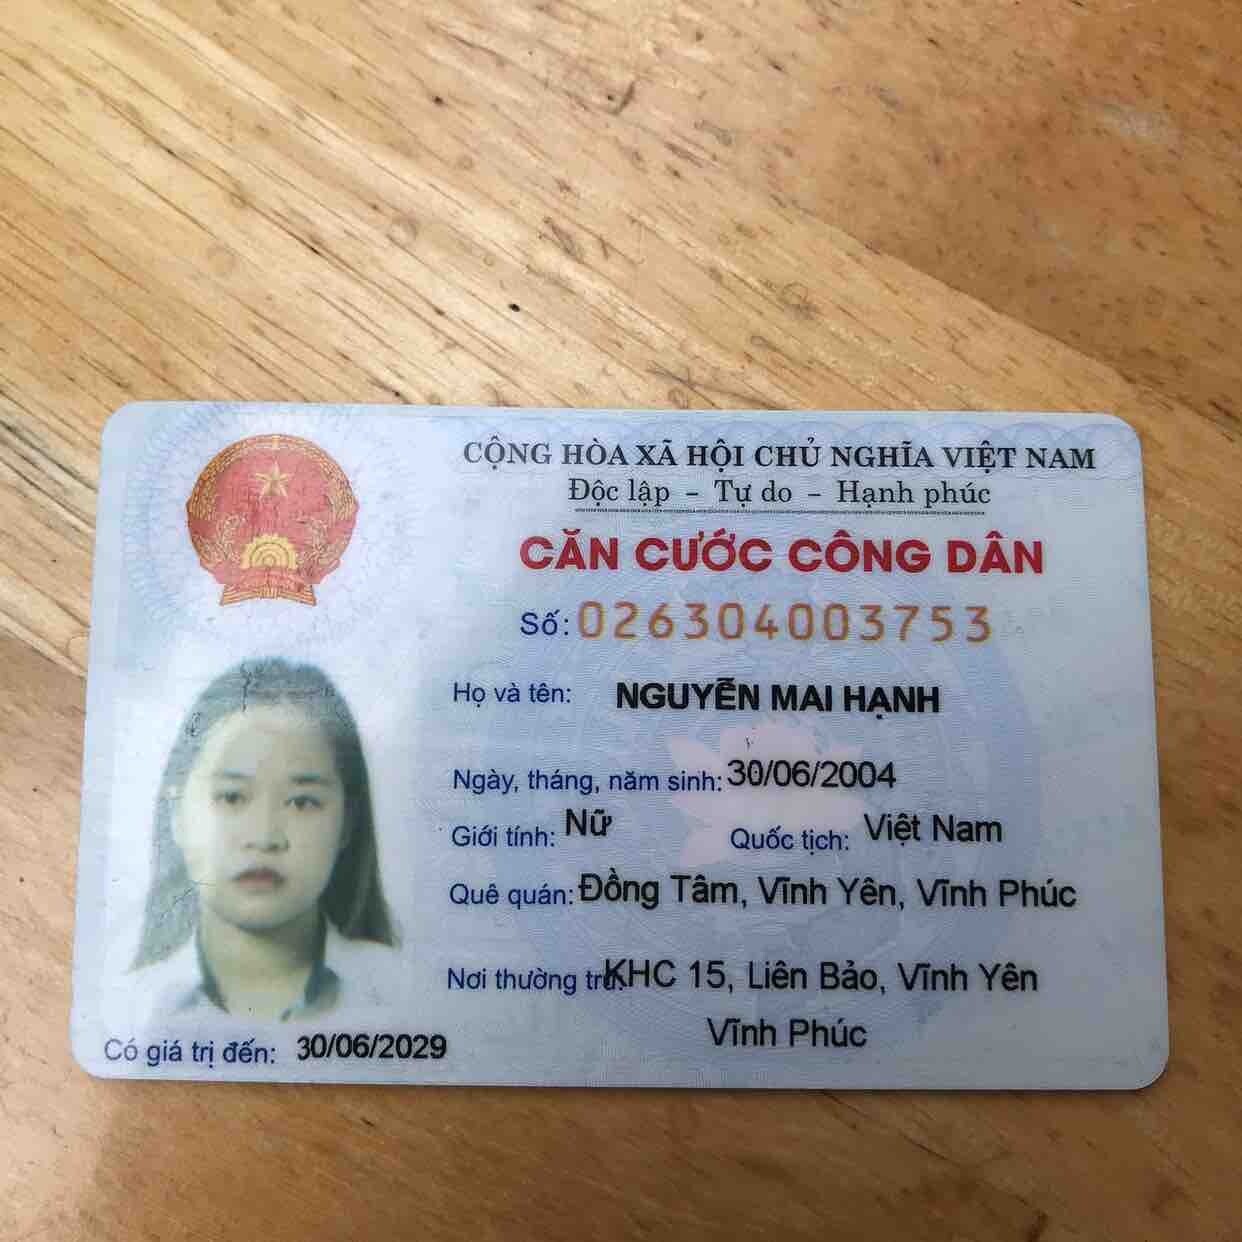 CỘNG HÒA XÃ HỘI CHỦ NGHĨA VIỆT NAM
Độc lập - Tự do - Hạnh phúc
CĂN CƯỚC CÔNG DÂN
Số: 026304003753
Họ và tên: NGUYỄN MAI HẠNH
Ngày, tháng, năm sinh: 30/06/2004
Giới tính: Nữ Quốc tịch: Việt Nam
Quê quán: Đồng Tâm, Vĩnh Yên, Vĩnh Phúc
Nơi thường trú: KHC 15, Liên Bảo, Vĩnh Yên
Vĩnh Phúc
Có giá trị đến: 30/06/2029